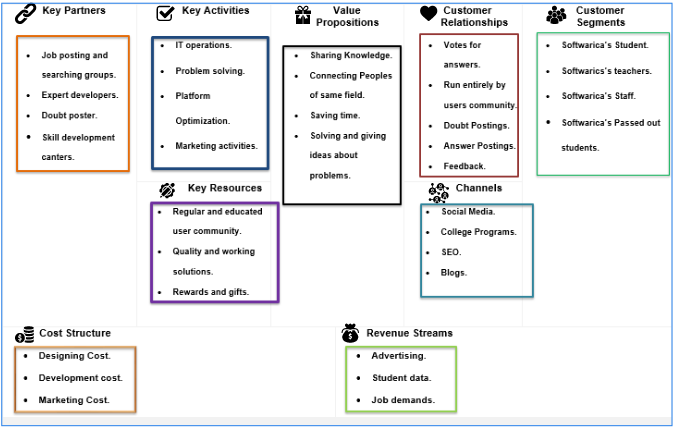 Key Partners
Job posting and
searching groups.
Expert developers.
Doubt poster.
Skill development
canters.
Key Activities
IT operations.
Problem solving.
Platform
Optimization.
Marketing activities.
Key Resources
Regular and educated
user community.
Quality and working
solutions.
Rewards and gifts.
Value
Propositions
Sharing Knowledge.
Connecting Peoples
of same field.
Saving time.
Solving and giving
ideas about
problems.
Customer
Relationships
Votes for
answers.
Run entirely by
users community.
Doubt Postings.
Answer Postings.
Feedback.
Channels
Social Media.
College Programs.
SEO.
Blogs.
Customer
Segments
Softwarica's Student.
Softwarics's teachers.
Softwarica's Staff.
Softwarica's Passed out
students.
Cost Structure
Designing Cost.
Development cost.
Marketing Cost.
Revenue Streams
Advertising.
Student data.
Job demands.